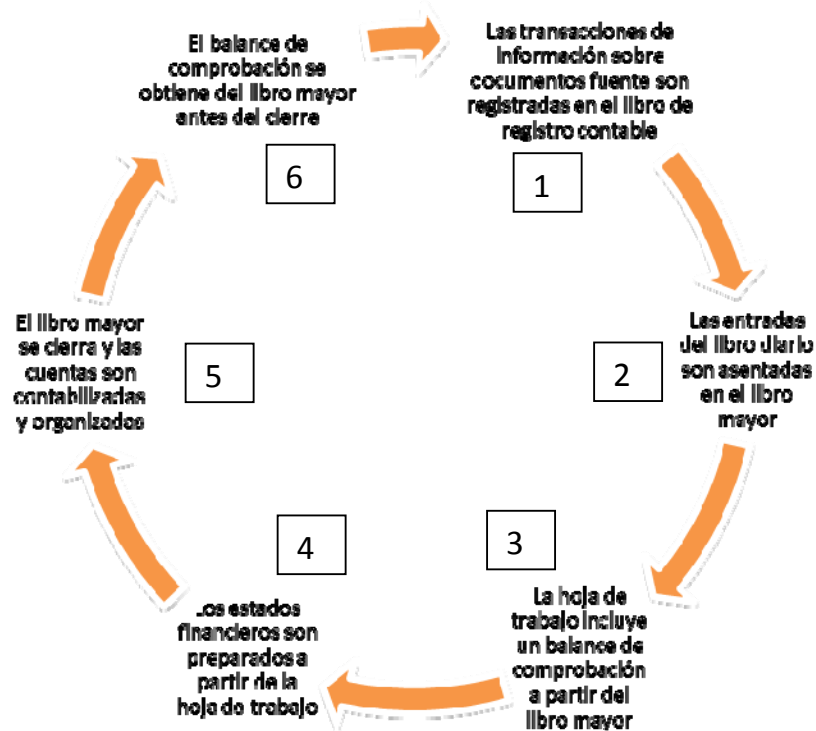 Las transacciones de
información sobre
cocumentos fuente son
registradas en el libro de
registro contable
1
Las entradas
del libro diario
son asentadas
en el libro
mayor
2
La hoja de
trabajo incluye
un balance de
comprobación
a partir del
libro mayor
3
Los estados
financieros son
preparados a
partir de la
hoja de trabajo
4
El libro mayor
se cierra y las
cuentas son
contabilizadas
y organizadas
5
El balance de
comprobación se
obtiene del libro mayor
antes del cierre
6